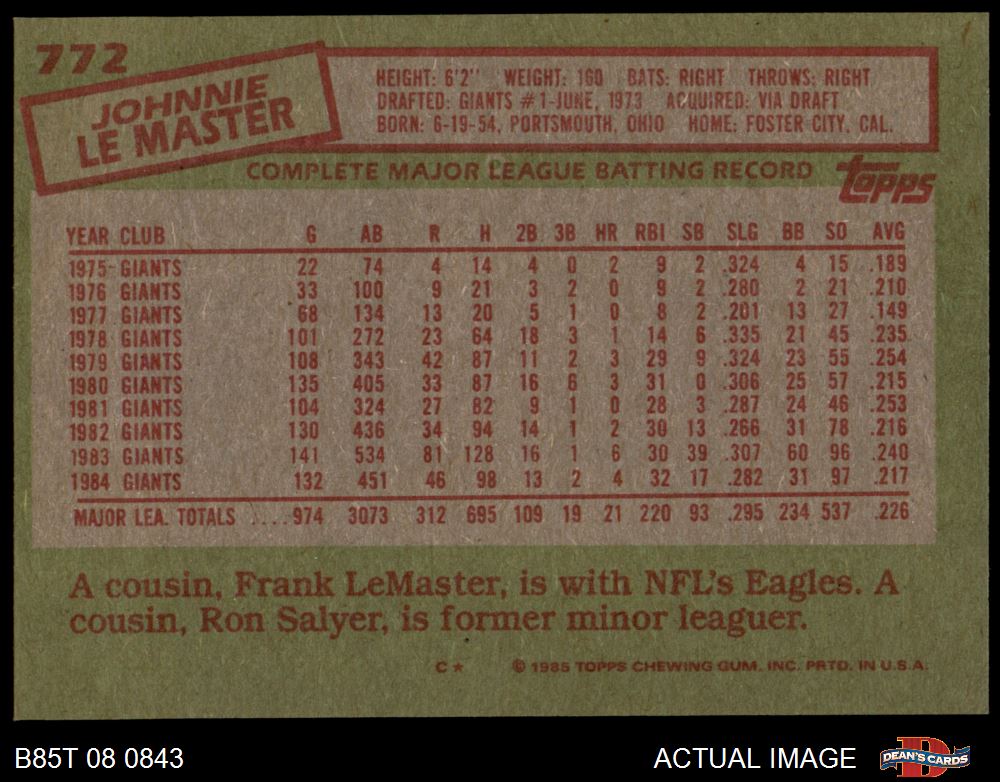 772
JOHNNIE
LE MASTER
HEIGHT: 6'2" WEIGHT: 160 BATS: RIGHT THROWS: RIGHT
DRAFTED: GIANTS #1-JUNE, 1973 ACQUIRED: VIA DRAFT
BORN: 6-19-54, PORTSMOUTH, OHIO HOME: FOSTER CITY, CAL.
COMPLETE MAJOR LEAGUE BATTING RECORD
topps
YEAR CLUB G AB R H 2B 3B HR RBI SB SLG BB SO AVG
1975 GIANTS 22 74 4 14 4 0 2 9 2 .324 4 15 .189
1976 GIANTS 33 100 9 21 3 2 0 9 2 .280 2 21 .210
1977 GIANTS 68 134 13 20 5 1 0 8 2 .201 13 27 .149
1978 GIANTS 101 272 23 64 18 3 1 14 6 .335 21 45 .235
1979 GIANTS 108 343 42 87 11 2 3 29 9 .324 23 55 .254
1980 GIANTS 135 405 33 87 16 6 3 31 0 .306 25 57 .215
1981 GIANTS 104 324 27 82 9 1 0 28 3 .287 24 46 .253
1982 GIANTS 130 436 34 94 14 1 2 30 13 .266 31 78 .216
1983 GIANTS 141 534 81 128 16 1 6 30 39 .307 60 96 .240
1984 GIANTS 132 451 46 98 13 2 4 32 17 .282 31 97 .217
MAJOR LEA. TOTALS ....974 3073 312 695 109 19 21 220 93 .295 234 537 .226
A cousin, Frank LeMaster, is with NFL's Eagles. A
cousin, Ron Salyer, is former minor leaguer.
C★ © 1985 TOPPS CHEWING GUM. INC. PRTD. IN U.S.A.
B85T 08 0843 ACTUAL IMAGE DEAN'S CARDS